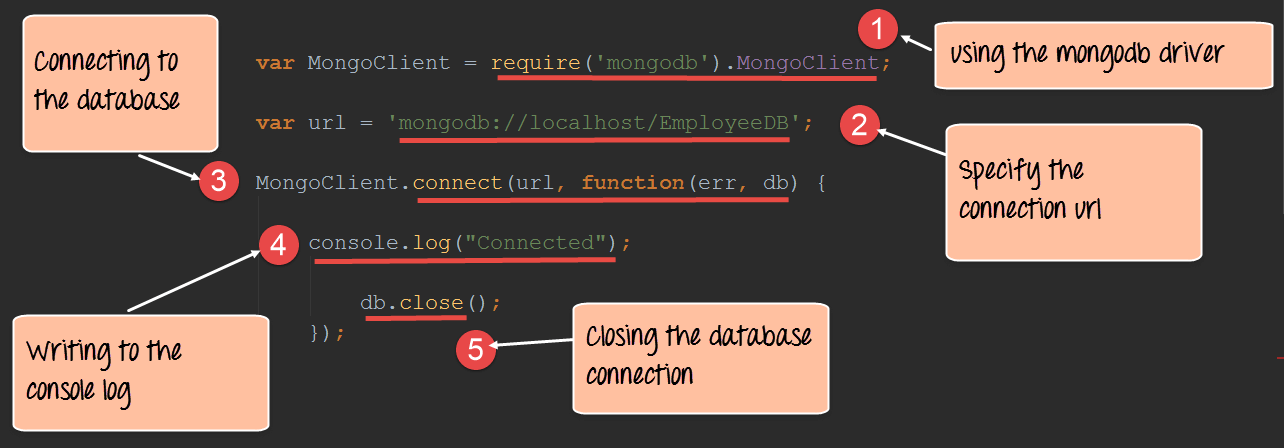 Connecting to
the database
1
using the mongodb driver
var MongoClient = require('mongodb').MongoClient;
var url = 'mongodb://localhost/EmployeeDB';
2
Specify the
connection url
3
MongoClient.connect(url, function(err, db) {
4
console.log("Connected");
db.close();
});
Writing to the
console log
5
Closing the database
connection